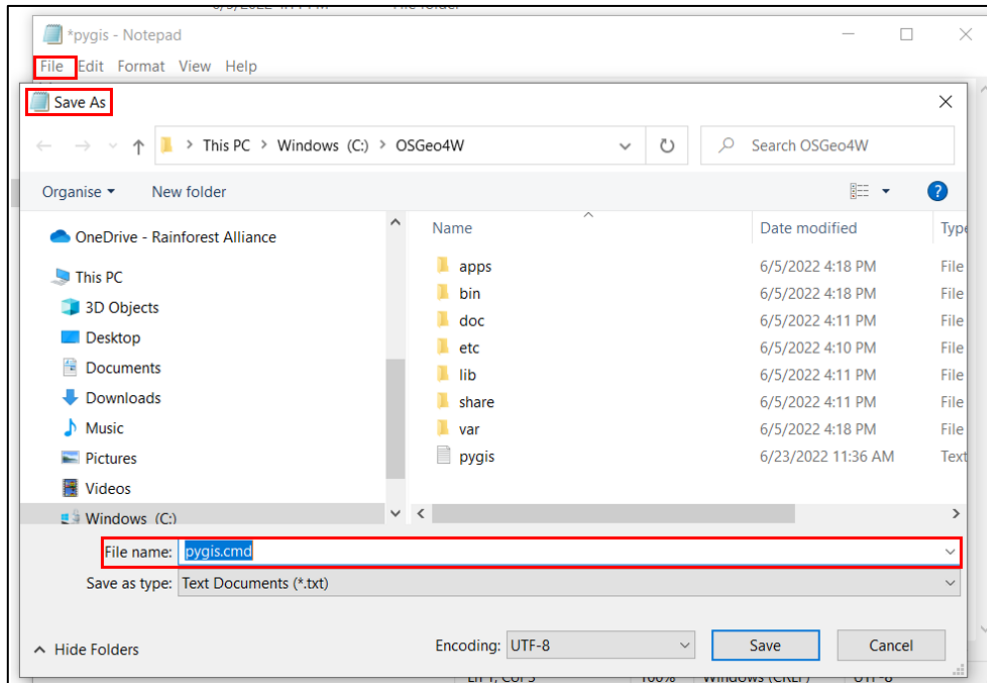 *pygis - Notepad
File Edit Format View Help
Save As
This PC > Windows (C:) > OSGeo4W
Search OSGeo4W
Organise New folder
Name Date modified Type
OneDrive - Rainforest Alliance
This PC
3D Objects
Desktop
Documents
Downloads
Music
Pictures
Videos
Windows (C:)
apps 6/5/2022 4:18 PM File
bin 6/5/2022 4:18 PM File
doc 6/5/2022 4:11 PM File
etc 6/5/2022 4:10 PM File
lib 6/5/2022 4:11 PM File
share 6/5/2022 4:11 PM File
var 6/5/2022 4:18 PM File
pygis 6/23/2022 11:36 AM Text
File name: pygis.cmd
Save as type: Text Documents (*.txt)
Hide Folders Encoding: UTF-8 Save Cancel